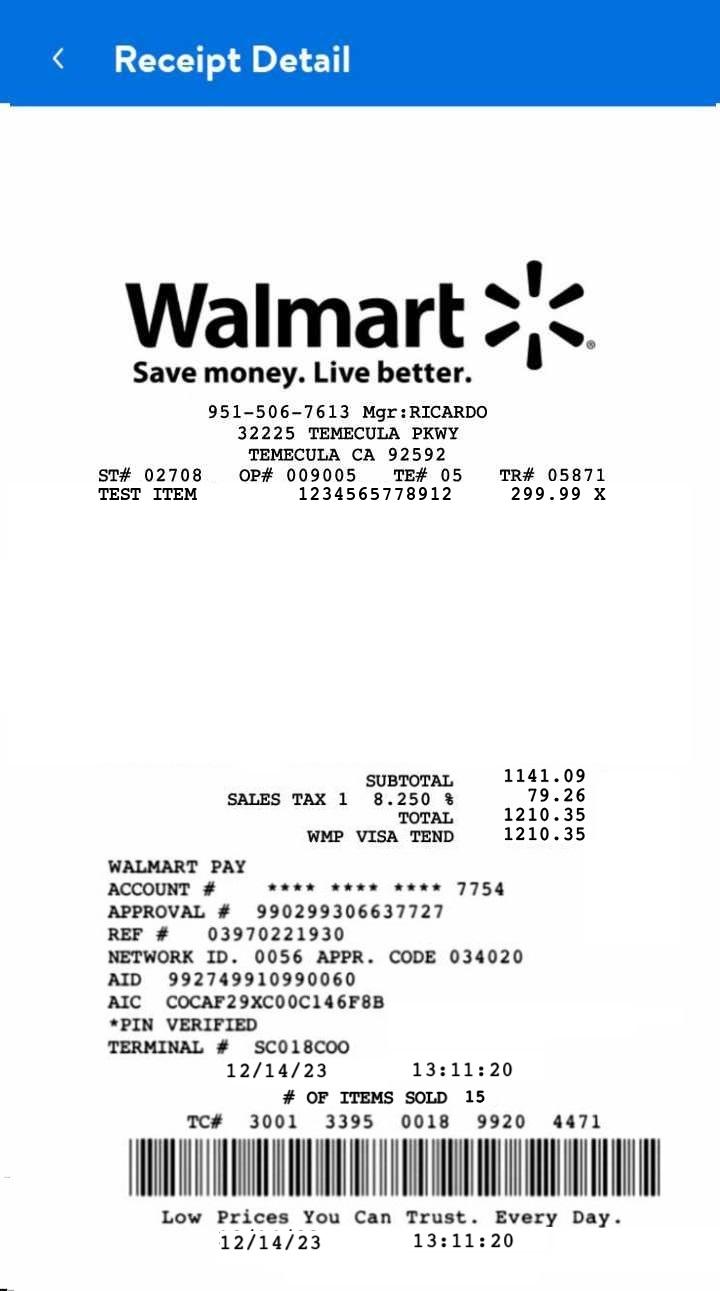 Receipt Detail
Walmart
Save money. Live better.
951-506-7613 Mgr:RICARDO
32225 TEMECULA PKWY
TEMECULA CA 92592
ST# 02708 OP# 009005 TE# 05 TR# 05871
TEST ITEM 1234565778912 299.99 X
SUBTOTAL 1141.09
SALES TAX 1 8.250 % 79.26
TOTAL 1210.35
WMP VISA TEND 1210.35
WALMART PAY
ACCOUNT # **** **** **** 7754
APPROVAL # 990299306637727
REF # 03970221930
NETWORK ID. 0056 APPR. CODE 034020
AID 992749910990060
AIC COCAF29XC00C146F8B
*PIN VERIFIED
TERMINAL # SC018COO
12/14/23 13:11:20
# OF ITEMS SOLD 15
TC# 3001 3395 0018 9920 4471
Low Prices You Can Trust. Every Day.
12/14/23 13:11:20